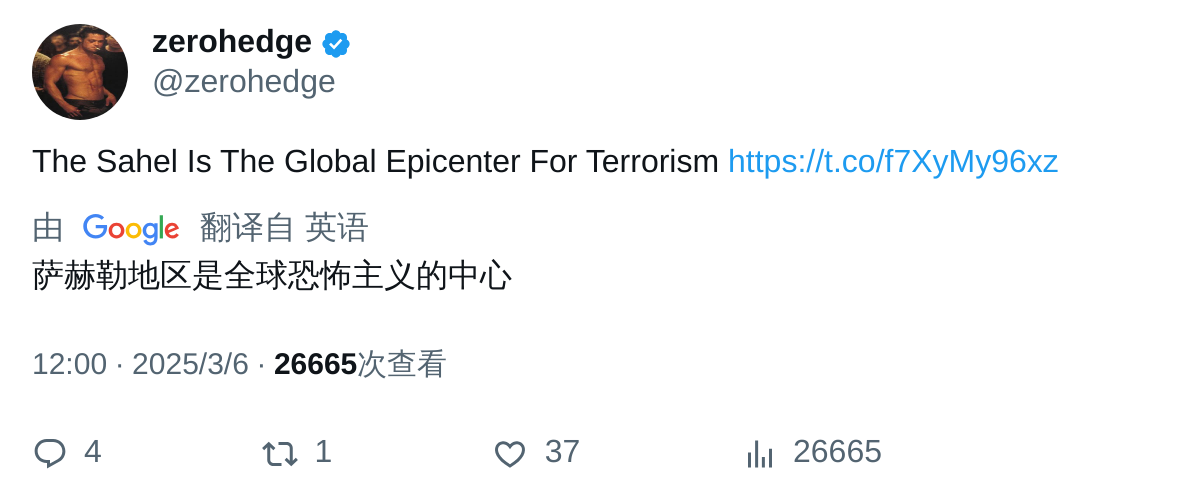 zerohedge
@zerohedge
The Sahel Is The Global Epicenter For Terrorism https://t.co/f7XyMy96xz
由 Google 翻译自 英语
萨赫勒地区是全球恐怖主义的中心
12:00 · 2025/3/6 · 26665次查看
4 1 37 26665